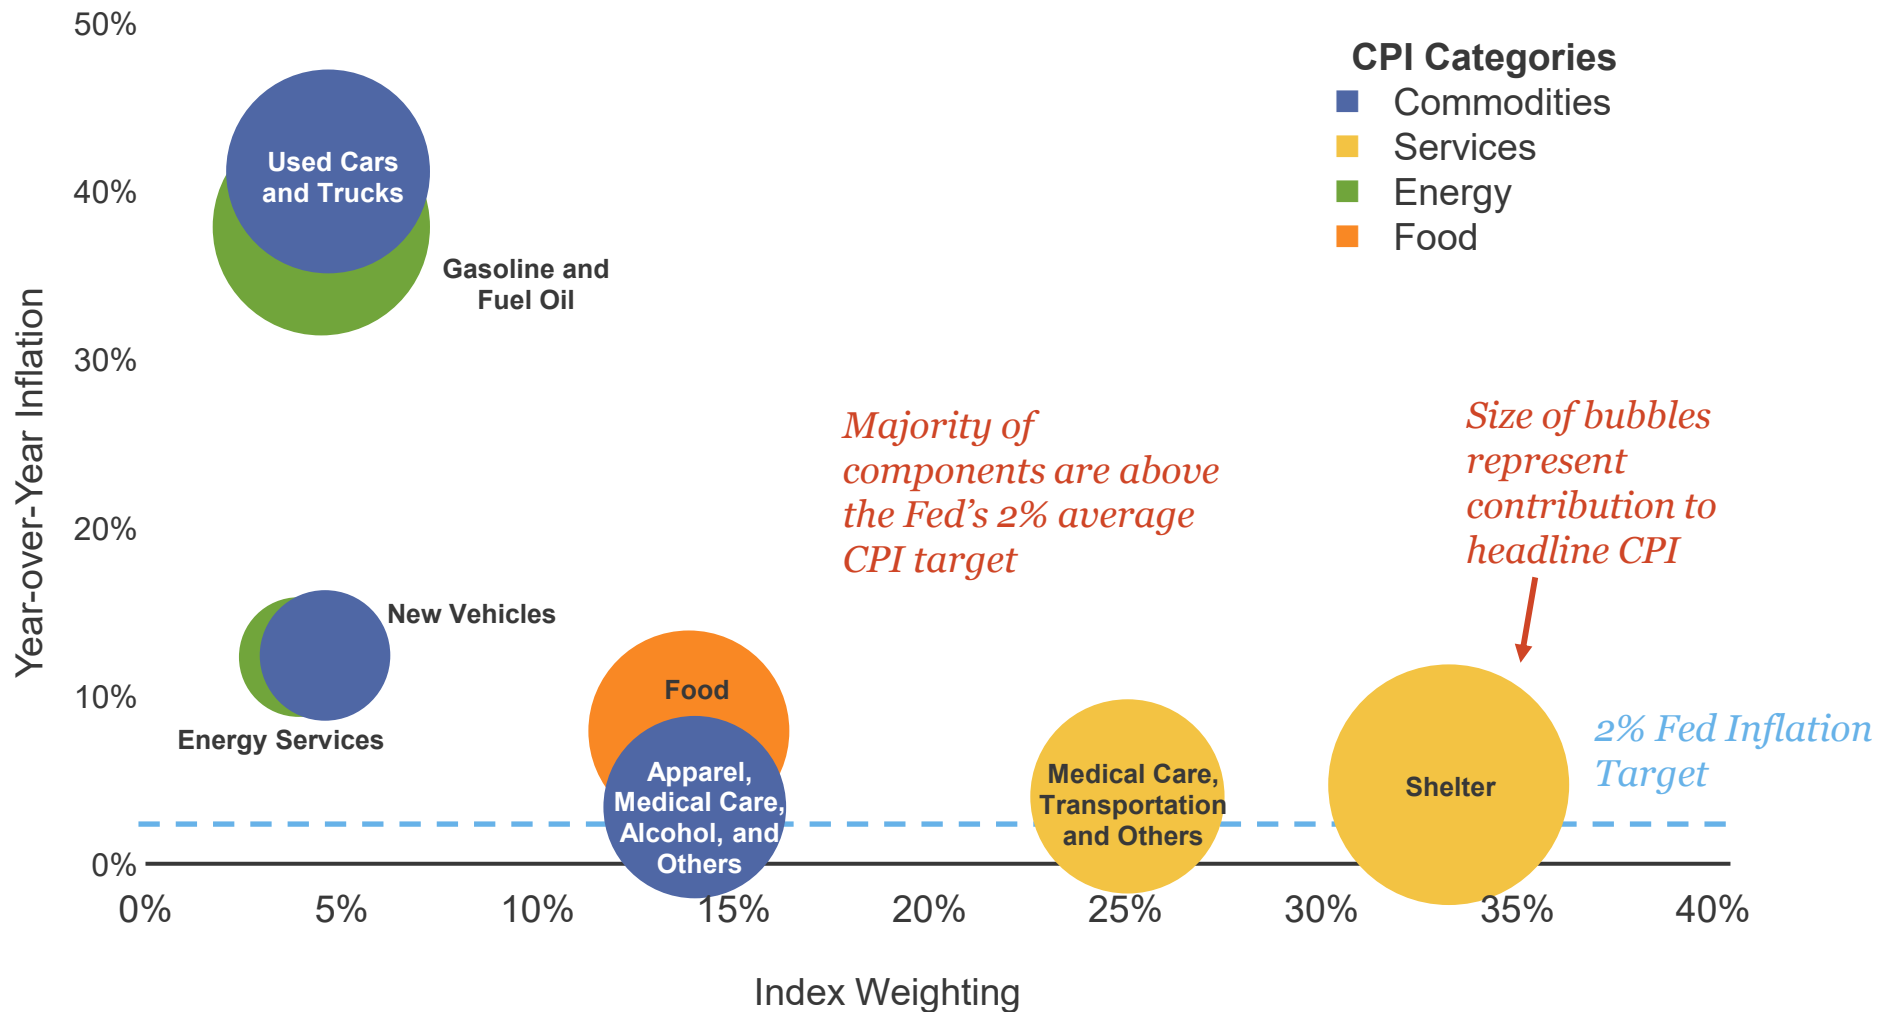 50%
40%
30%
20%
10%
0%
Year-over-Year Inflation
CPI Categories
Commodities
Services
Energy
Food
Used Cars
and Trucks
Gasoline and
Fuel Oil
Majority of
components are above
the Fed’s 2% average
CPI target
Size of bubbles
represent
contribution to
headline CPI
New Vehicles
Energy Services
Food
Apparel,
Medical Care,
Alcohol, and
Others
Medical Care,
Transportation
and Others
Shelter
2% Fed Inflation
Target
0%
5%
10%
15%
20%
25%
30%
35%
40%
Index Weighting